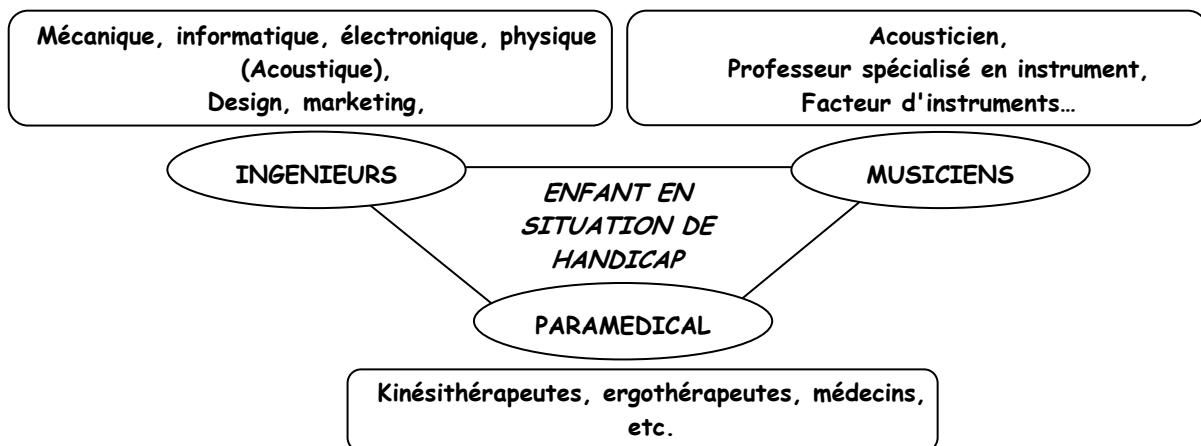 Mécanique, informatique, électronique, physique
(Acoustique),
Design, marketing,
Acousticien,
Professeur spécialisé en instrument,
Facteur d'instruments…
INGENIEURS
MUSICIENS
ENFANT EN
SITUATION DE
HANDICAP
PARAMEDICAL
Kinésithérapeutes, ergothérapeutes, médecins,
etc.